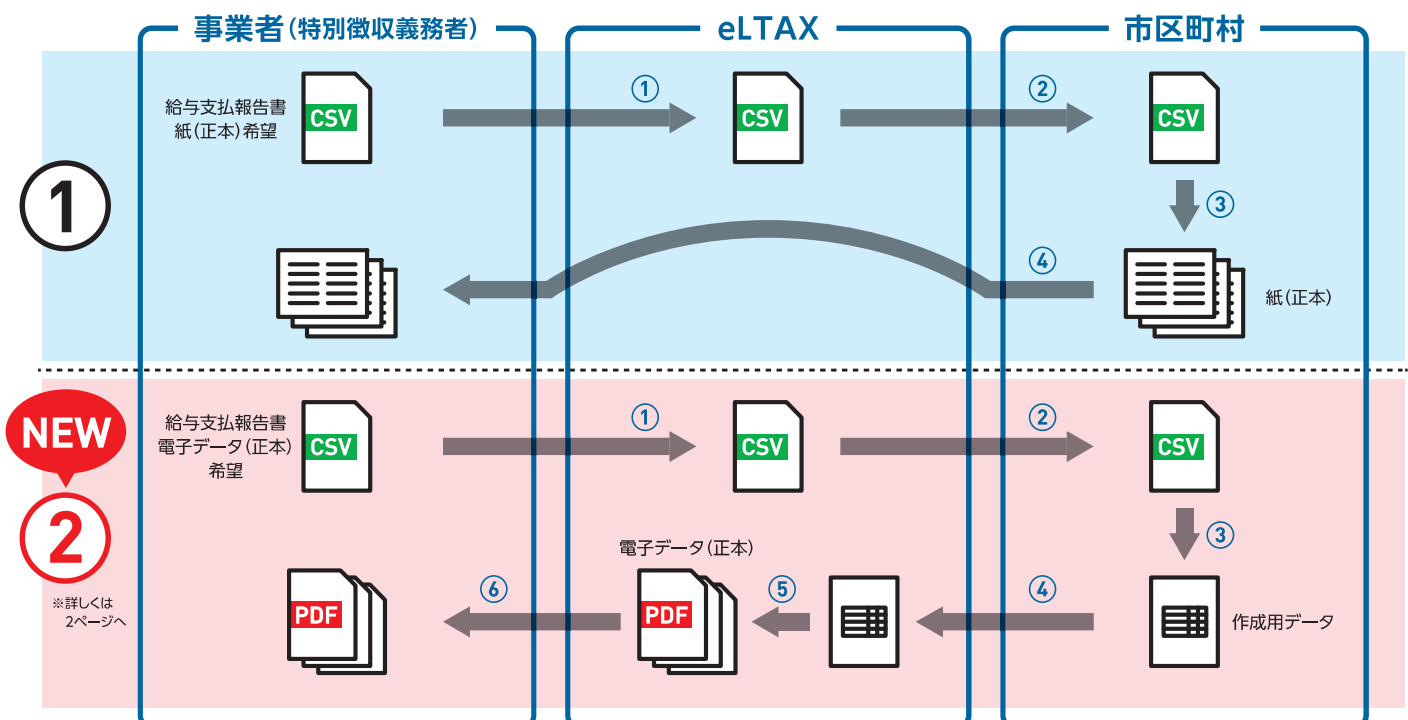 事業者(特別徴収義務者)
eLTAX
市区町村
①
給与支払報告書
紙(正本)希望
CSV
①
CSV
②
CSV
③
④
紙(正本)
NEW
②
※詳しくは
2ページへ
給与支払報告書
電子データ(正本)
希望
CSV
①
CSV
②
CSV
③
電子データ(正本)
PDF
⑥
PDF
⑤
④
作成用データ